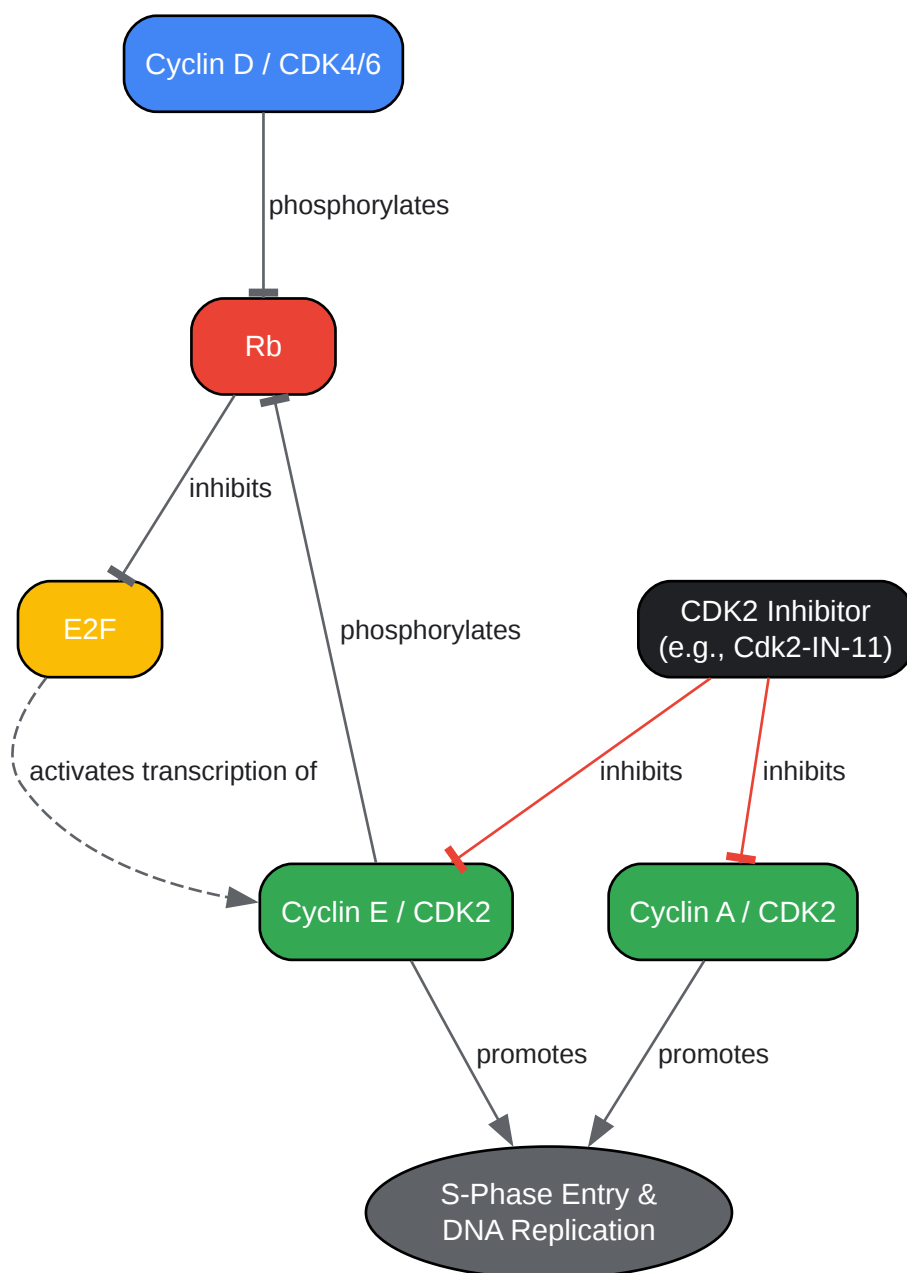 Cyclin D / CDK4/6
phosphorylates
Rb
inhibits
E2F
phosphorylates
CDK2 Inhibitor
(e.g., Cdk2-IN-11)
activates transcription of
inhibits
inhibits
Cyclin E / CDK2
Cyclin A / CDK2
promotes
promotes
S-Phase Entry &
DNA Replication